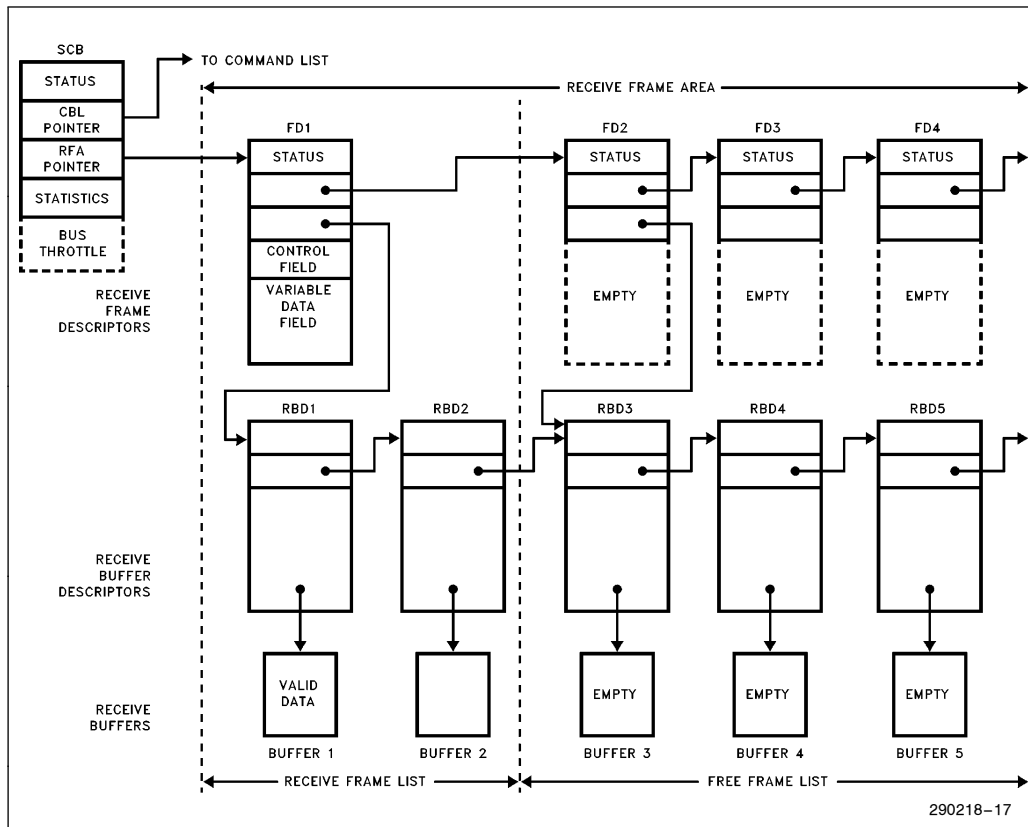 SCB
STATUS
CBL
POINTER
RFA
POINTER
STATISTICS
BUS
THROTTLE
TO COMMAND LIST
RECEIVE FRAME AREA
FD1
STATUS
CONTROL
FIELD
VARIABLE
DATA
FIELD
FD2
STATUS
EMPTY
FD3
STATUS
EMPTY
FD4
STATUS
EMPTY
RECEIVE
FRAME
DESCRIPTORS
RBD1
RBD2
RBD3
RBD4
RBD5
RECEIVE
BUFFER
DESCRIPTORS
VALID
DATA
EMPTY
EMPTY
EMPTY
RECEIVE
BUFFERS
BUFFER 1
BUFFER 2
BUFFER 3
BUFFER 4
BUFFER 5
RECEIVE FRAME LIST
FREE FRAME LIST
290218–17